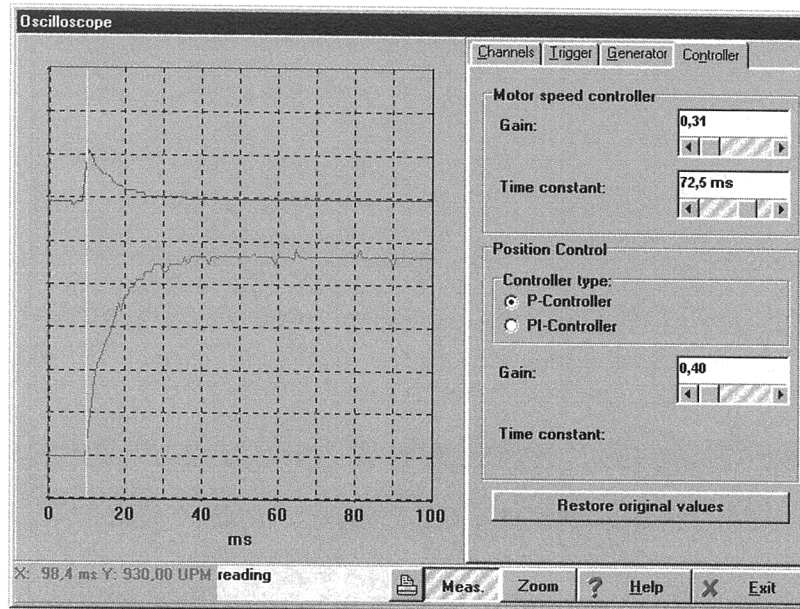 Oscilloscope
Channels Trigger Generator Controller
Motor speed controller
Gain: 0,31
Time constant: 72,5 ms
Position Control
Controller type:
P-Controller
PI-Controller
Gain: 0,40
Time constant:
Restore original values
0 20 40 60 80 100
ms
X: 98,4 ms Y: 930,00 UPM reading
Meas. Zoom ? Help X Exit